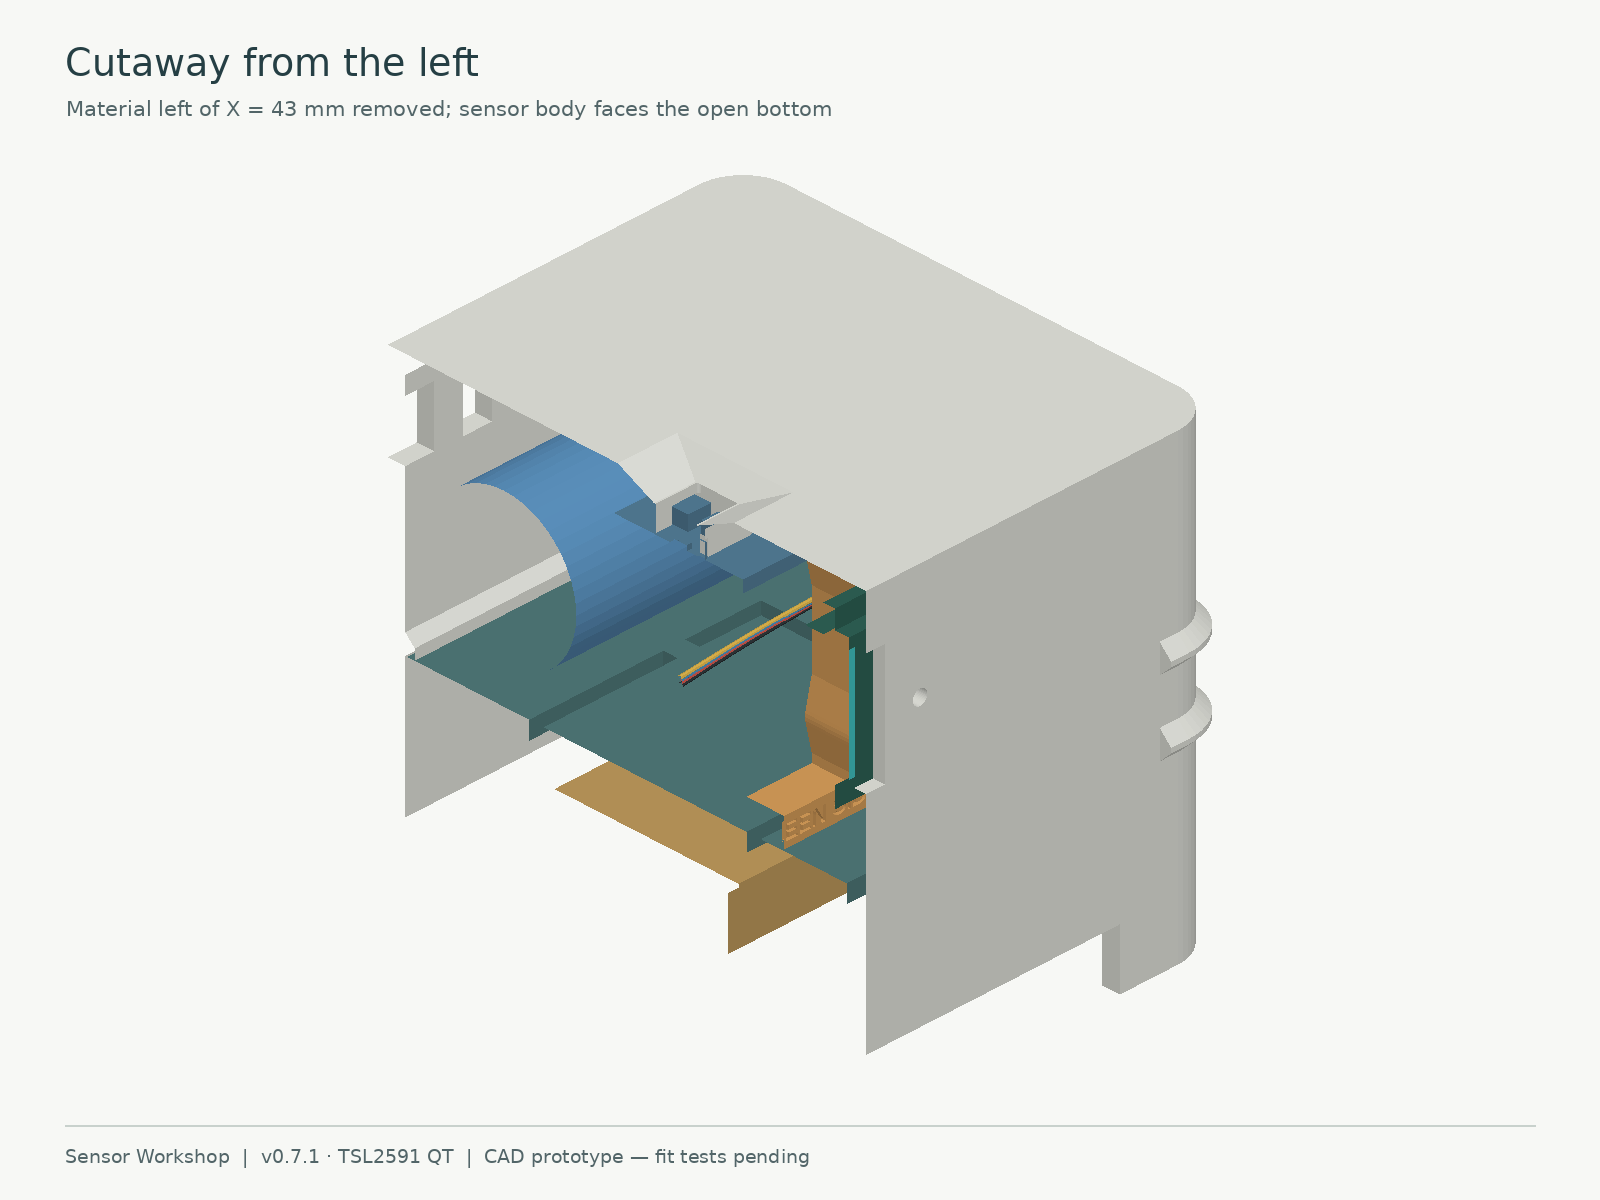 Cutaway from the left
Material left of X = 43 mm removed; sensor body faces the open bottom
Sensor Workshop | v0.7.1 · TSL2591 QT | CAD prototype — fit tests pending